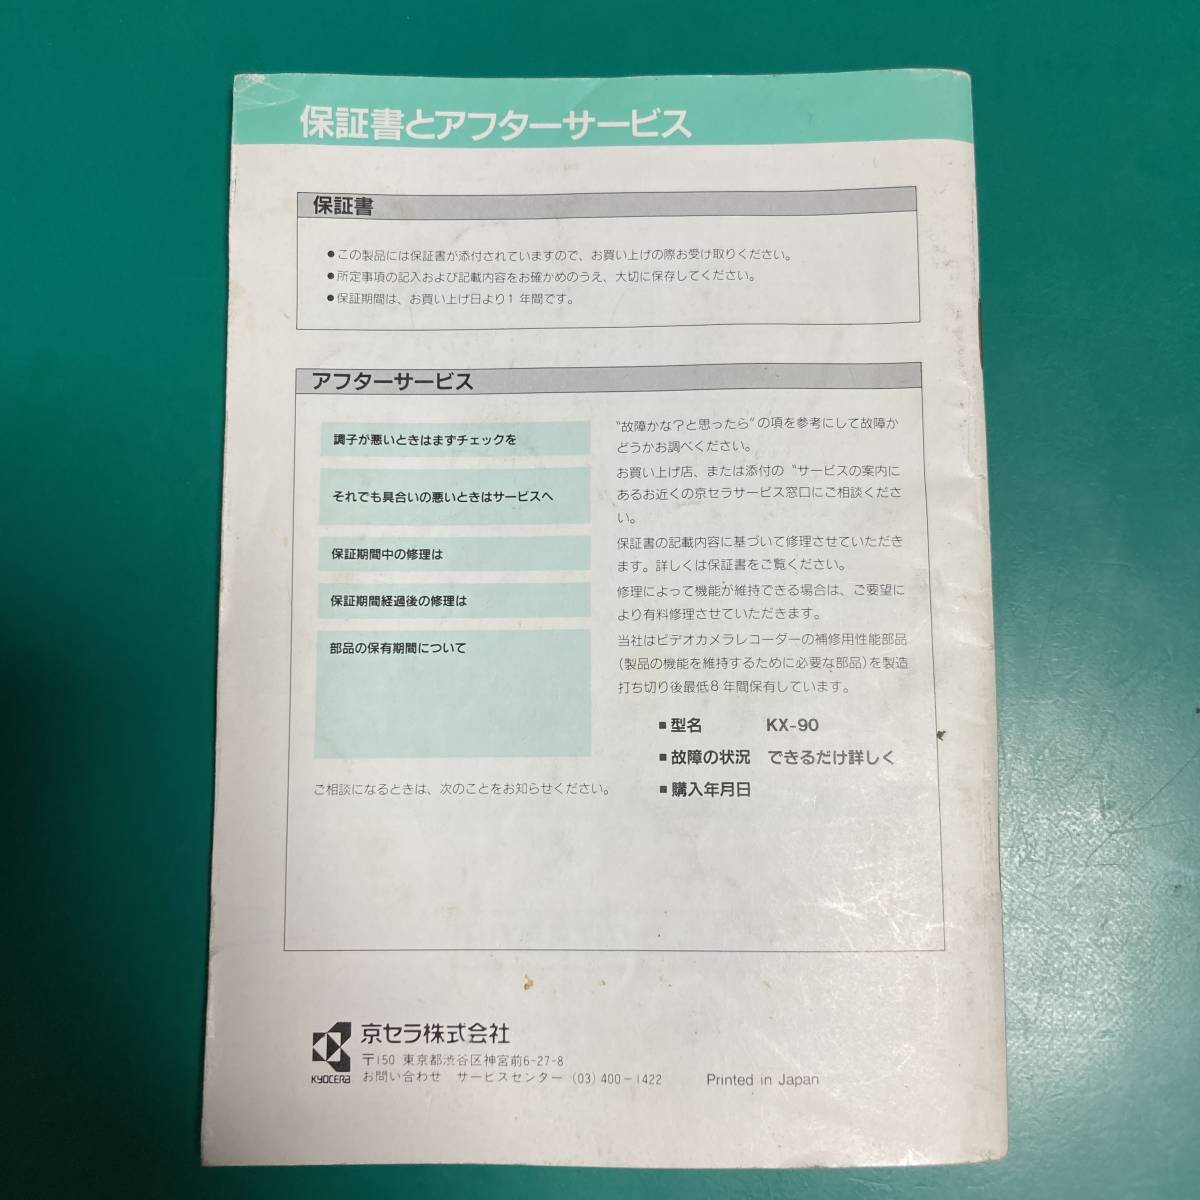 保証書とアフターサービス
保証書
●この製品には保証書が添付されていますので、お買い上げの際お受け取りください。
●所定事項の記入および記載内容をお確かめのうえ、大切に保存してください。
●保証期間は、お買い上げ日より1年間です。
アフターサービス
調子が悪いときはまずチェックを
“故障かな?と思ったら”の項を参考にして故障か
どうかお調べください。
それでも具合いの悪いときはサービスへ
お買い上げ店、または添付の“サービスの案内に
あるお近くの京セラサービス窓口にご相談くださ
い。
保証期間中の修理は
保証書の記載内容に基づいて修理させていただき
ます。詳しくは保証書をご覧ください。
保証期間経過後の修理は
修理によって機能が維持できる場合は、ご要望に
より有料修理させていただきます。
部品の保有期間について
当社はビデオカメラレコーダーの補修用性能部品
(製品の機能を維持するために必要な部品)を製造
打ち切り後最低8年間保有しています。
ご相談になるときは、次のことをお知らせください。
■型名 KX-90
■故障の状況 できるだけ詳しく
■購入年月日
KYOCERA
京セラ株式会社
〒150 東京都渋谷区神宮前6-27-8
お問い合わせ サービスセンター (03)400-1422
Printed in Japan